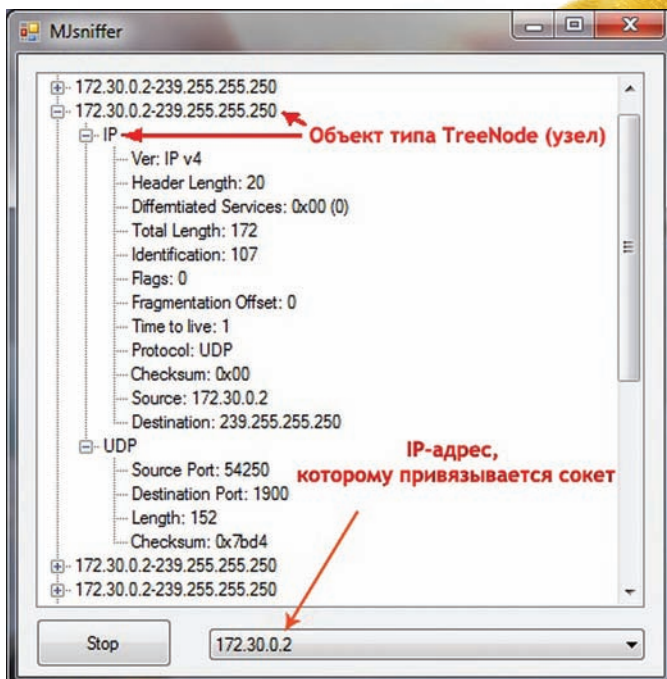 MJsniffer
172.30.0.2-239.255.255.250
172.30.0.2-239.255.255.250
IP
Объект типа TreeNode (узел)
Ver: IP v4
Header Length: 20
Differntiated Services: 0x00 (0)
Total Length: 172
Identification: 107
Flags: 0
Fragmentation Offset: 0
Time to live: 1
Protocol: UDP
Checksum: 0x00
Source: 172.30.0.2
Destination: 239.255.255.250
UDP
IP-адрес,
которому привязывается сокет
Source Port: 54250
Destination Port: 1900
Length: 152
Checksum: 0x7bd4
172.30.0.2-239.255.255.250
172.30.0.2-239.255.255.250
Stop
172.30.0.2